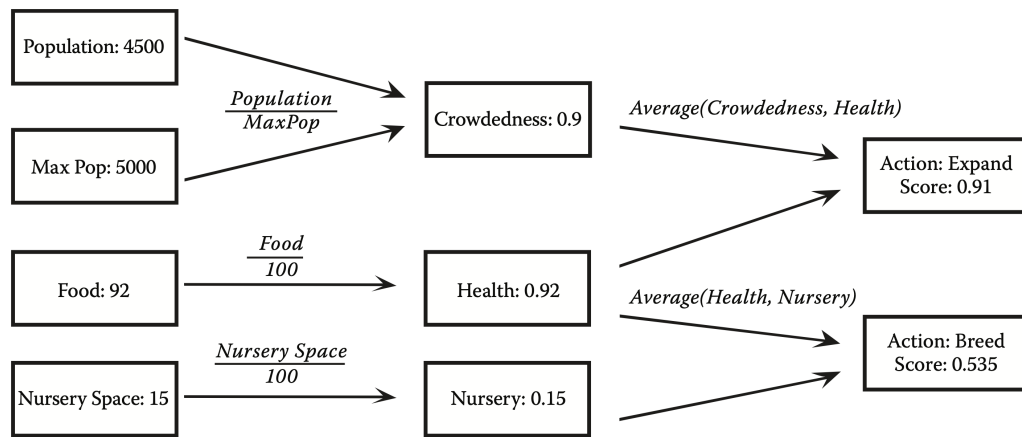 Population: 4500
Population
MaxPop
Max Pop: 5000
Crowdedness: 0.9
Average(Crowdedness, Health)
Action: Expand
Score: 0.91
Food: 92
Food
100
Health: 0.92
Average(Health, Nursery)
Action: Breed
Score: 0.535
Nursery Space: 15
Nursery Space
100
Nursery: 0.15